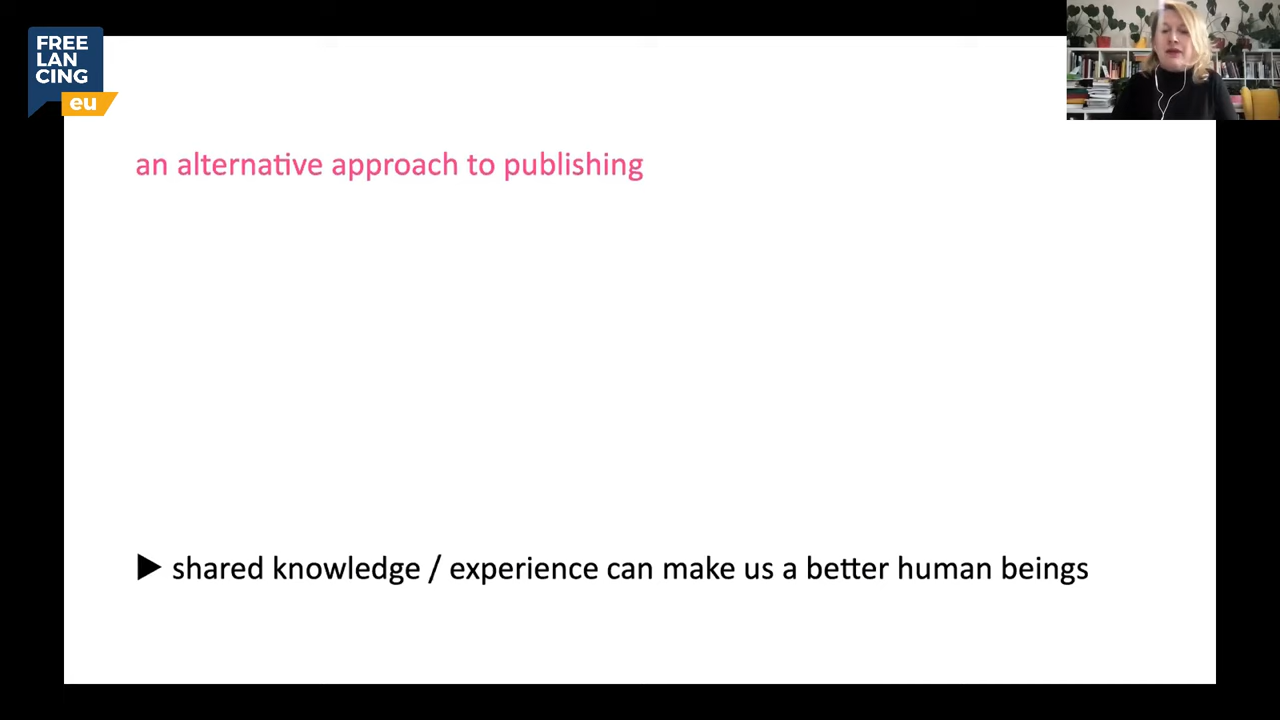 FREE
LAN
CING
eu
an alternative approach to publishing
▶ shared knowledge / experience can make us a better human beings